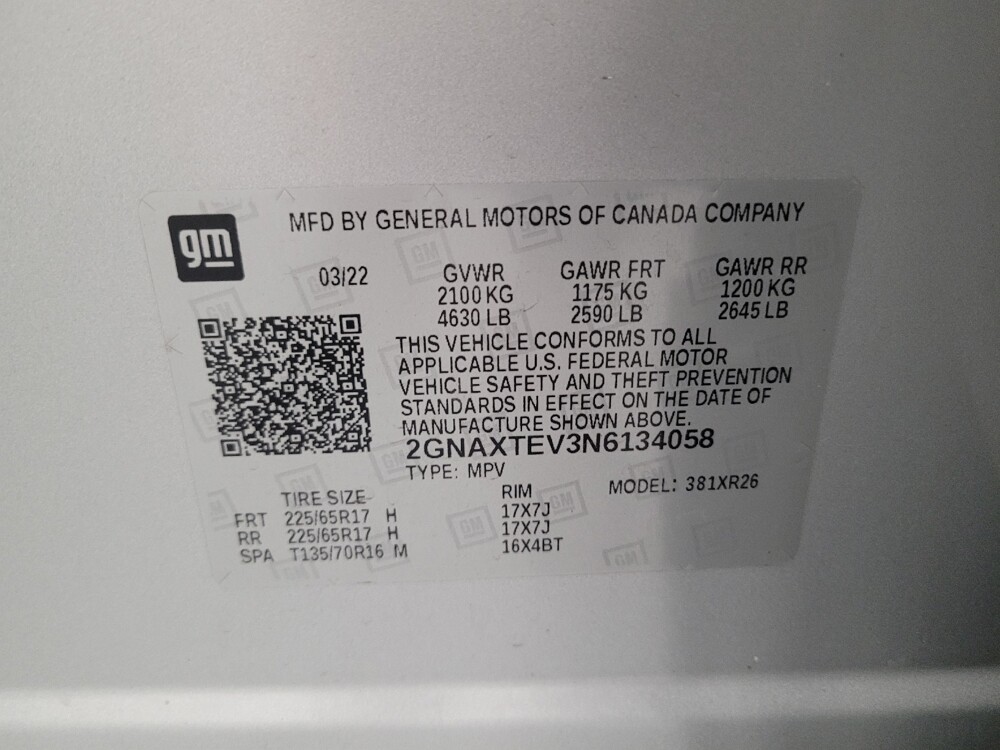 gm
MFD BY GENERAL MOTORS OF CANADA COMPANY
03/22 GVWR GAWR FRT GAWR RR
2100 KG 1175 KG 1200 KG
4630 LB 2590 LB 2645 LB
THIS VEHICLE CONFORMS TO ALL
APPLICABLE U.S. FEDERAL MOTOR
VEHICLE SAFETY AND THEFT PREVENTION
STANDARDS IN EFFECT ON THE DATE OF
MANUFACTURE SHOWN ABOVE.
2GNAXTEV3N6134058
TYPE: MPV
TIRE SIZE RIM MODEL: 381XR26
FRT 225/65R17 H 17X7J
RR 225/65R17 H 17X7J
SPA T135/70R16 M 16X4BT